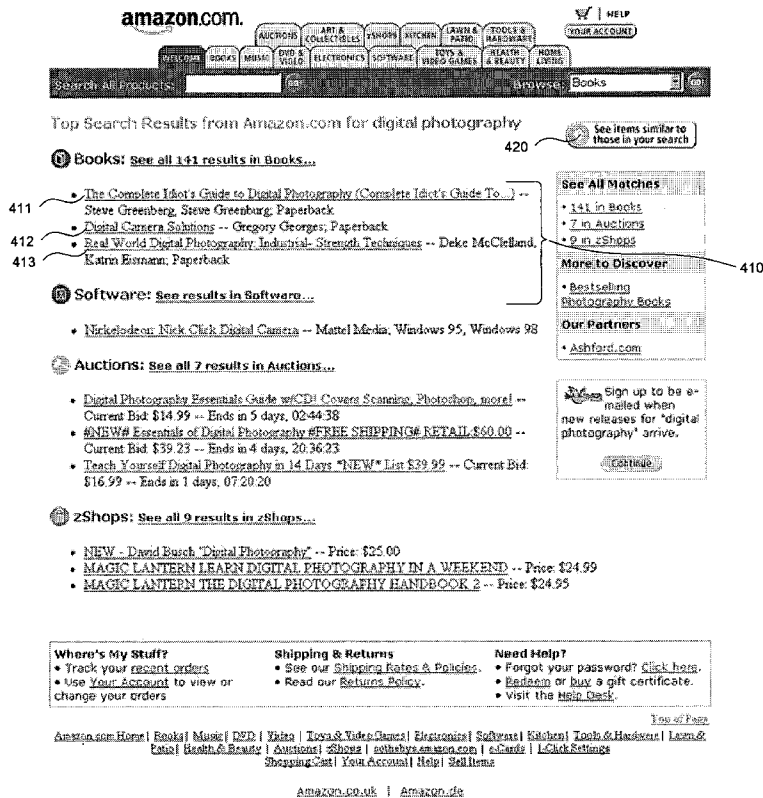 amazon.com.
HELP
YOUR ACCOUNT
AUCTIONS
ART & COLLECTIBLES
zSHOPS
KITCHEN
LAWN & PATIO
TOOLS & HARDWARE
WELCOME
BOOKS
MUSIC
DVD & VIDEO
ELECTRONICS
SOFTWARE
TOYS & VIDEO GAMES
HEALTH & BEAUTY
HOME LIVING
Search All Products:
GO!
Browse:
Books
GO!
Top Search Results from Amazon.com for digital photography
420
See items similar to
those in your search
Books: See all 141 results in Books...
411
• The Complete Idiot's Guide to Digital Photography (Complete Idiot's Guide To...) --
Steve Greenberg, Steve Greenburg; Paperback
412
• Digital Camera Solutions -- Gregory Georges; Paperback
413
• Real World Digital Photography: Industrial- Strength Techniques -- Deke McClelland,
Katrin Eismann; Paperback
410
Software: See results in Software...
• Nickelodeon: Nick Click Digital Camera -- Mattel Media; Windows 95, Windows 98
Auctions: See all 7 results in Auctions...
• Digital Photography Essentials Guide w/CD! Covers Scanning, Photoshop, more! --
Current Bid: $14.99 -- Ends in 5 days, 02:44:38
• #NEW# Essentials of Digital Photography #FREE SHIPPING# RETAIL:$60.00 --
Current Bid: $39.23 -- Ends in 4 days, 20:36:23
• Teach Yourself Digital Photography in 14 Days *NEW* List $39.99 -- Current Bid:
$16.99 -- Ends in 1 days, 07:20:20
zShops: See all 9 results in zShops...
• NEW - David Busch "Digital Photography" -- Price: $25.00
• MAGIC LANTERN LEARN DIGITAL PHOTOGRAPHY IN A WEEKEND -- Price: $24.99
• MAGIC LANTERN THE DIGITAL PHOTOGRAPHY HANDBOOK 2 -- Price: $24.95
See All Matches
• 141 in Books
• 7 in Auctions
• 9 in zShops
More to Discover
• Bestselling
Photography Books
Our Partners
• Ashford.com
Sign up to be e-
mailed when
new releases for "digital
photography" arrive.
Continue
Where's My Stuff?
• Track your recent orders
• Use Your Account to view or
change your orders
Shipping & Returns
• See our Shipping Rates & Policies.
• Read our Returns Policy.
Need Help?
• Forgot your password? Click here.
• Redeem or buy a gift certificate.
• Visit the Help Desk.
Top of Page
Amazon.com Home | Books | Music | DVD | Video | Toys & Video Games | Electronics | Software | Kitchen | Tools & Hardware | Lawn &
Patio | Health & Beauty | Auctions | zShops | sothebys.amazon.com | e-Cards | 1-Click Settings
Shopping Cart | Your Account | Help | Sell Items
Amazon.co.uk | Amazon.de